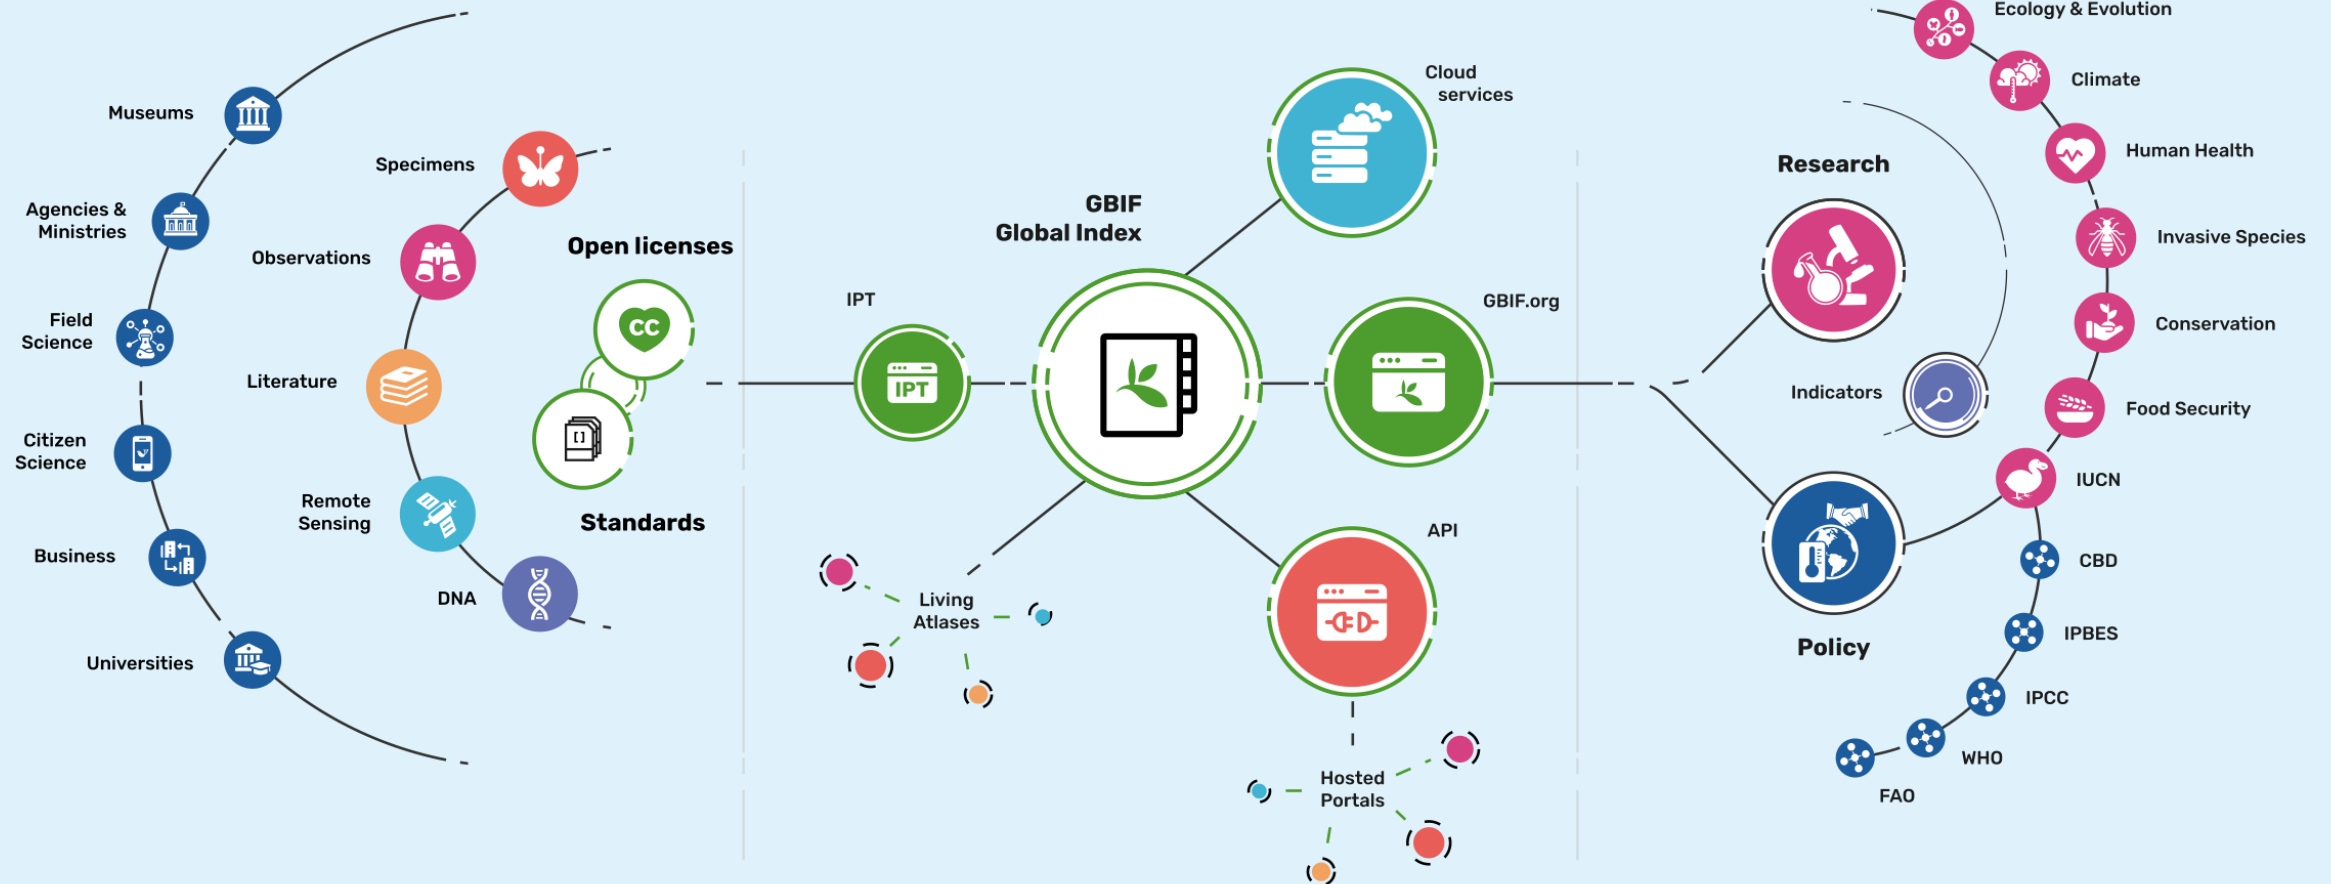 Museums
Agencies &
Ministries
Field
Science
Citizen
Science
Business
Universities
Specimens
Observations
Literature
Remote
Sensing
DNA
Open licenses
CC
[ ]
Standards
IPT
IPT
GBIF
Global Index
Cloud
services
GBIF.org
API
Living
Atlases
Hosted
Portals
Research
Indicators
Policy
Ecology & Evolution
Climate
Human Health
Invasive Species
Conservation
Food Security
IUCN
CBD
IPBES
IPCC
WHO
FAO